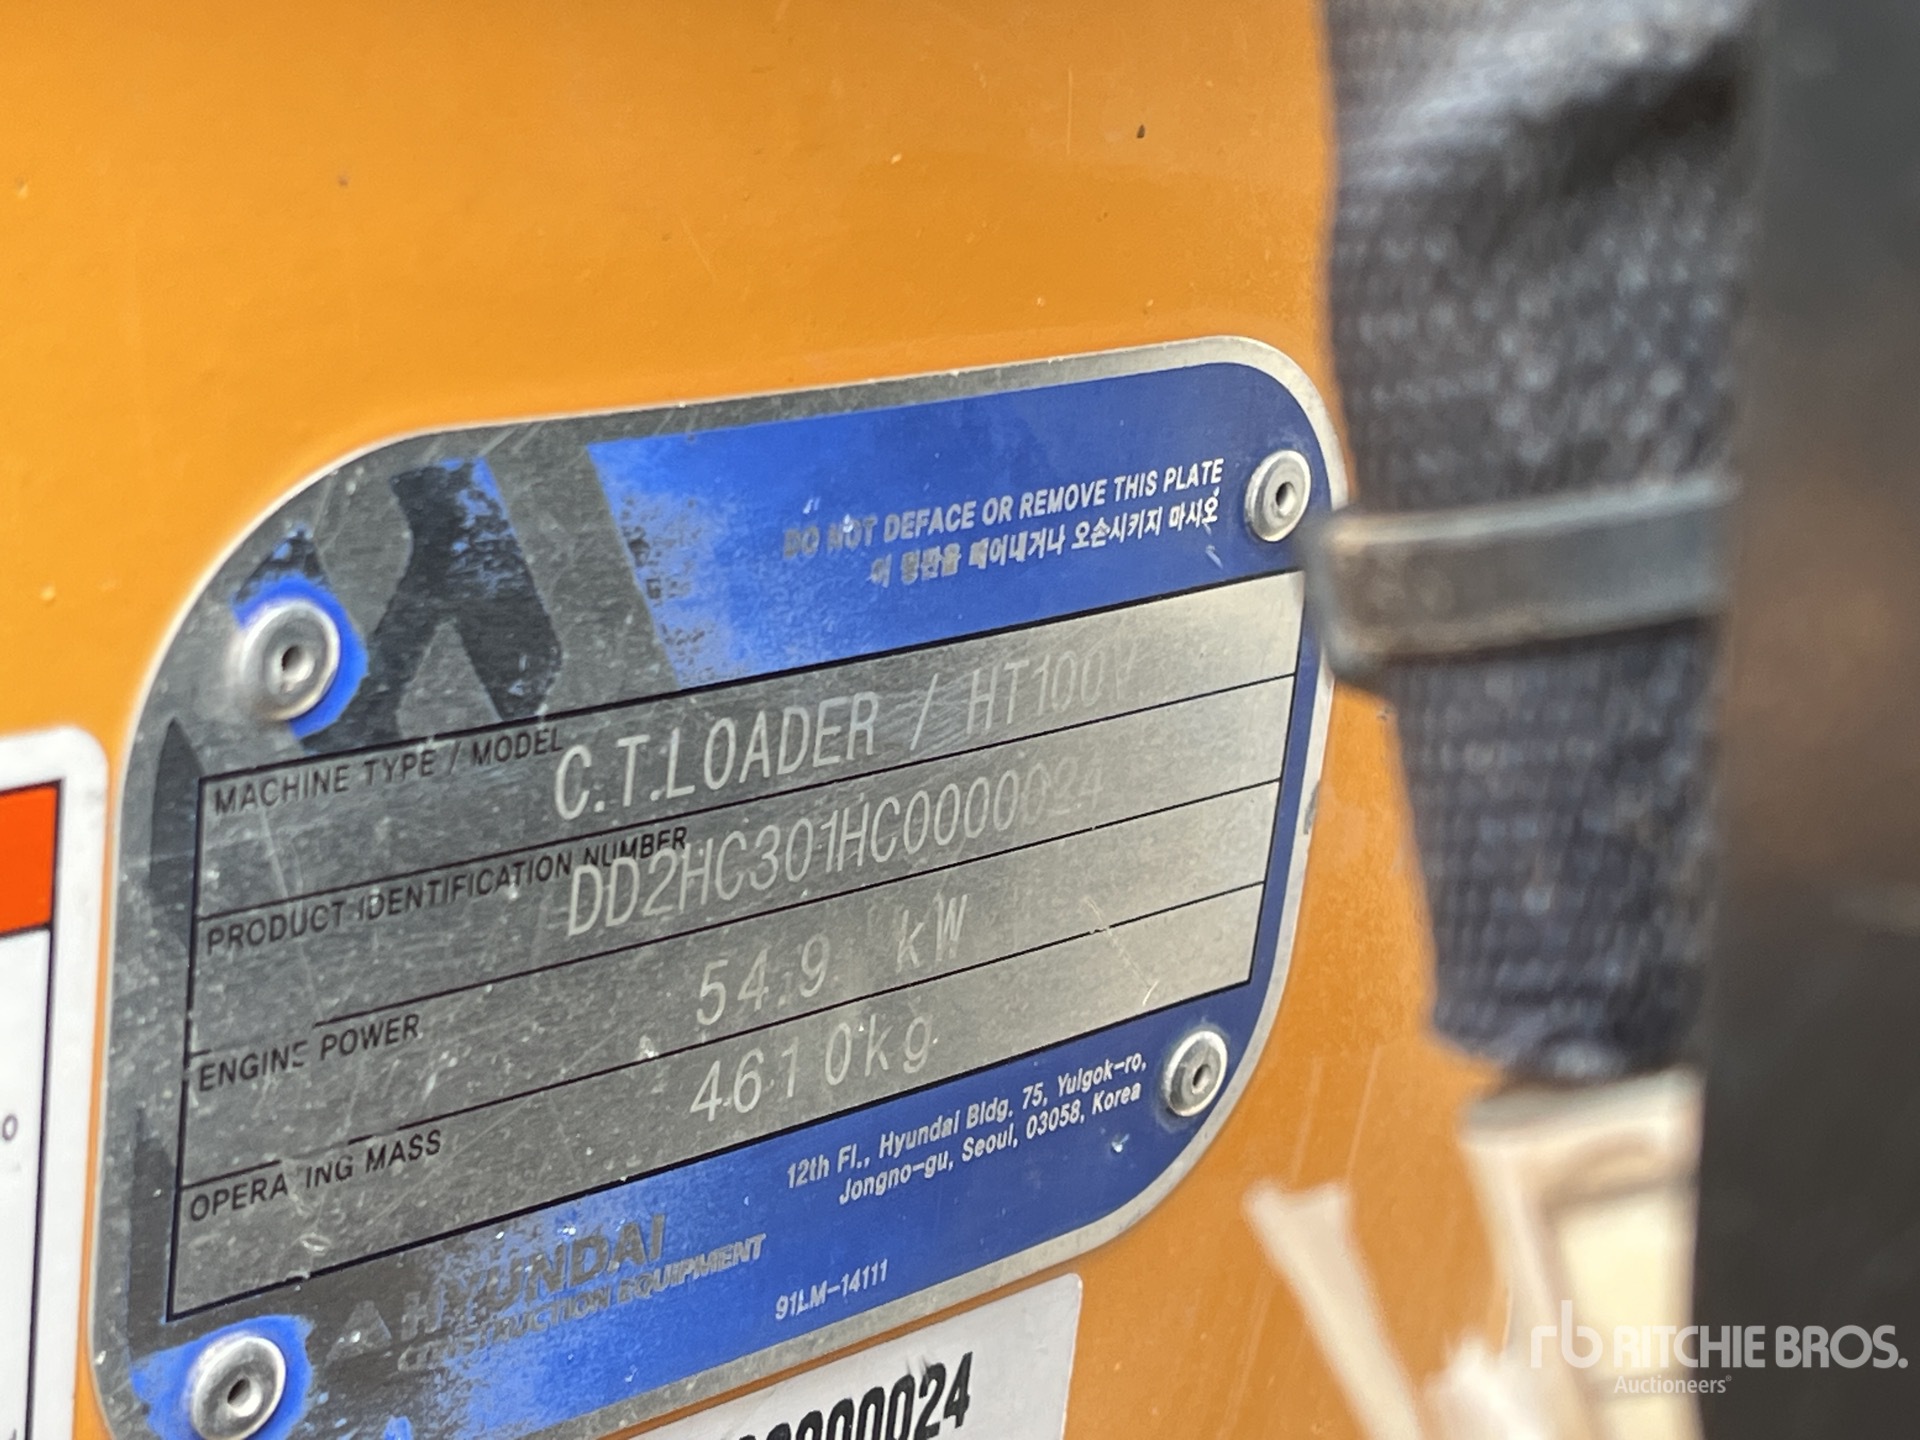 DO NOT DEFACE OR REMOVE THIS PLATE
이 명판을 떼어내거나 오손시키지 마시오
MACHINE TYPE / MODEL
C.T.LOADER / HT100V
PRODUCT IDENTIFICATION NUMBER
DD2HC301HC0000024
ENGINE POWER
54.9 kW
OPERATING MASS
4610kg
12th Fl., Hyundai Bldg. 75, Yulgok-ro,
Jongno-gu, Seoul, 03058, Korea
HYUNDAI
CONSTRUCTION EQUIPMENT
91LM-14111
0000024
rb RITCHIE BROS.
Auctioneers